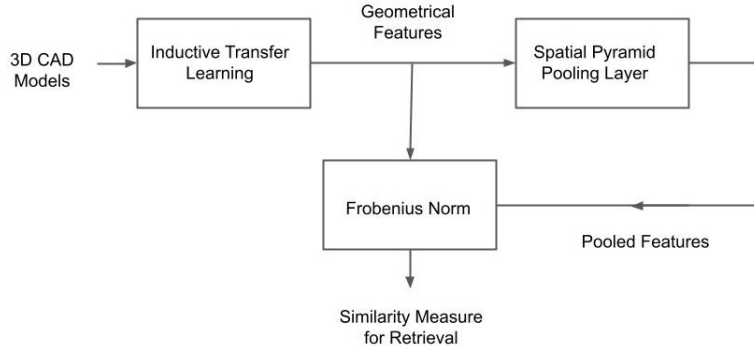 Geometrical
Features
3D CAD
Models
Inductive Transfer
Learning
Spatial Pyramid
Pooling Layer
Frobenius Norm
Pooled Features
Similarity Measure
for Retrieval